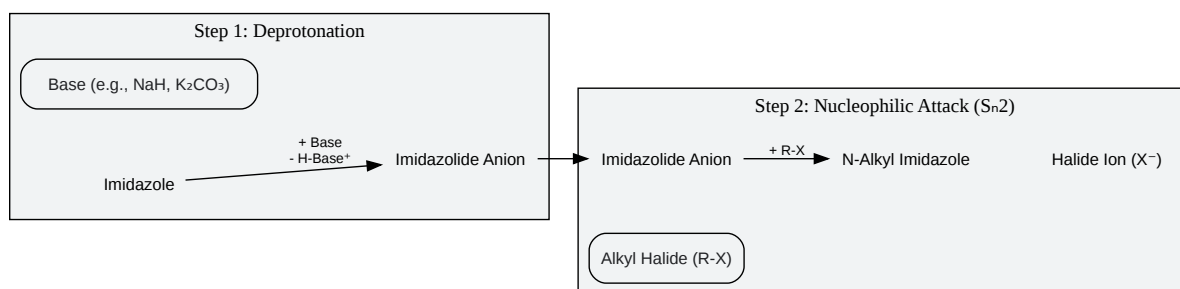 Step 1: Deprotonation
Base (e.g., NaH, K₂CO₃)
+ Base
- H-Base⁺
Imidazolide Anion
Imidazole
Step 2: Nucleophilic Attack (Sₙ2)
Imidazolide Anion
+ R-X
N-Alkyl Imidazole
Halide Ion (X⁻)
Alkyl Halide (R-X)